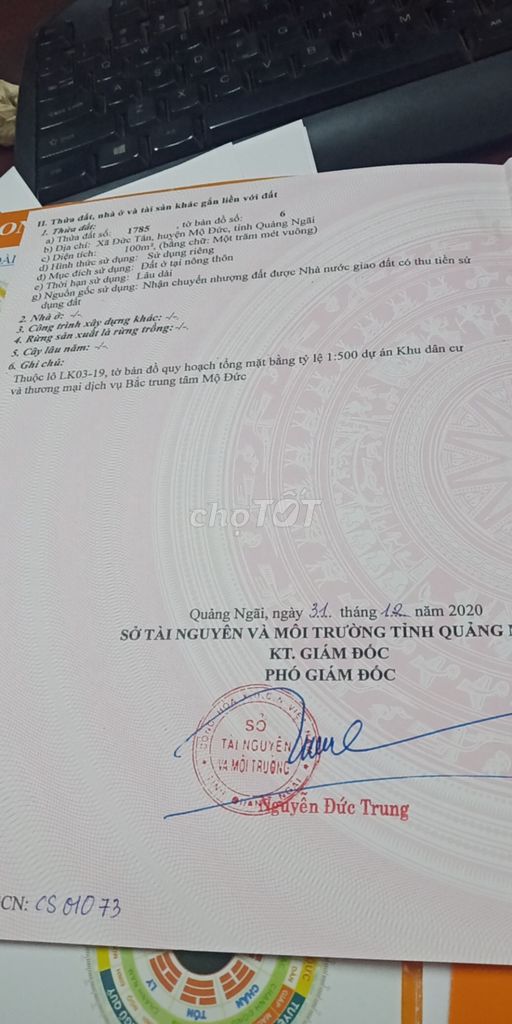 II. Thửa đất, nhà ở và tài sản khác gắn liền với đất
1. Thửa đất:
a) Thửa đất số: 1785 , tờ bản đồ số: 6
b) Địa chỉ: Xã Đức Tân, huyện Mộ Đức, tỉnh Quảng Ngãi
c) Diện tích: 100m², (bằng chữ: Một trăm mét vuông)
d) Hình thức sử dụng: Sử dụng riêng
đ) Mục đích sử dụng: Đất ở tại nông thôn
e) Thời hạn sử dụng: Lâu dài
g) Nguồn gốc sử dụng: Nhận chuyển nhượng đất được Nhà nước giao đất có thu tiền sử
dụng đất
2. Nhà ở: -/-
3. Công trình xây dựng khác: -/-
4. Rừng sản xuất là rừng trồng: -/-
5. Cây lâu năm: -/-
6. Ghi chú:
Thuộc lô LK03-19, tờ bản đồ quy hoạch tổng mặt bằng tỷ lệ 1:500 dự án Khu dân cư
và thương mại dịch vụ Bắc trung tâm Mộ Đức
chợTỐT
Quảng Ngãi, ngày 31 tháng 12 năm 2020
SỞ TÀI NGUYÊN VÀ MÔI TRƯỜNG TỈNH QUẢNG
KT. GIÁM ĐỐC
PHÓ GIÁM ĐỐC
SỞ
TÀI NGUYÊN
VÀ MÔI TRƯỜNG
Nguyễn Đức Trung
CN: CS 01073
LY
CHẤN
TỐN